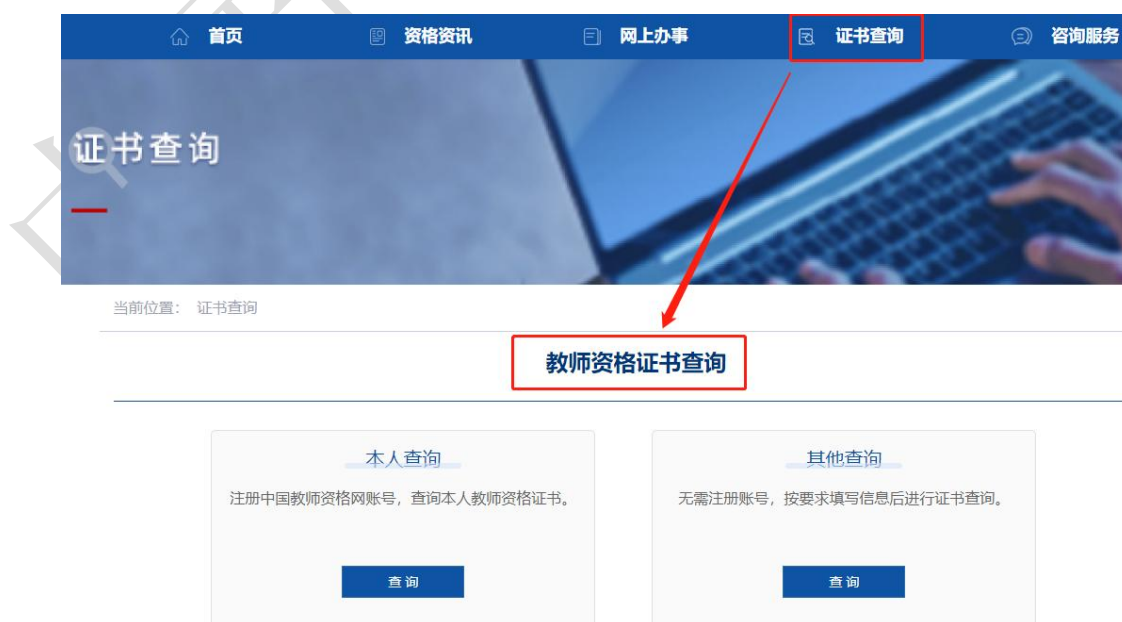 首页 资格资讯 网上办事 证书查询 咨询服务
证书查询
当前位置： 证书查询
教师资格证书查询
本人查询
注册中国教师资格网账号，查询本人教师资格证书。
查询
其他查询
无需注册账号，按要求填写信息后进行证书查询。
查询